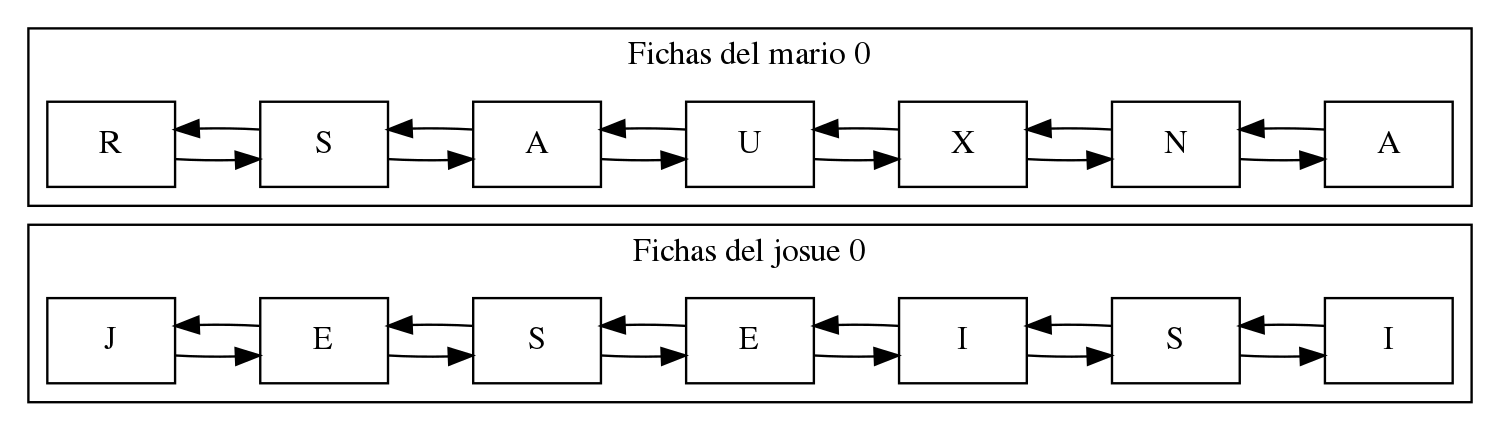 Fichas del mario 0
R S A U X N A
Fichas del josue 0
J E S E I S I